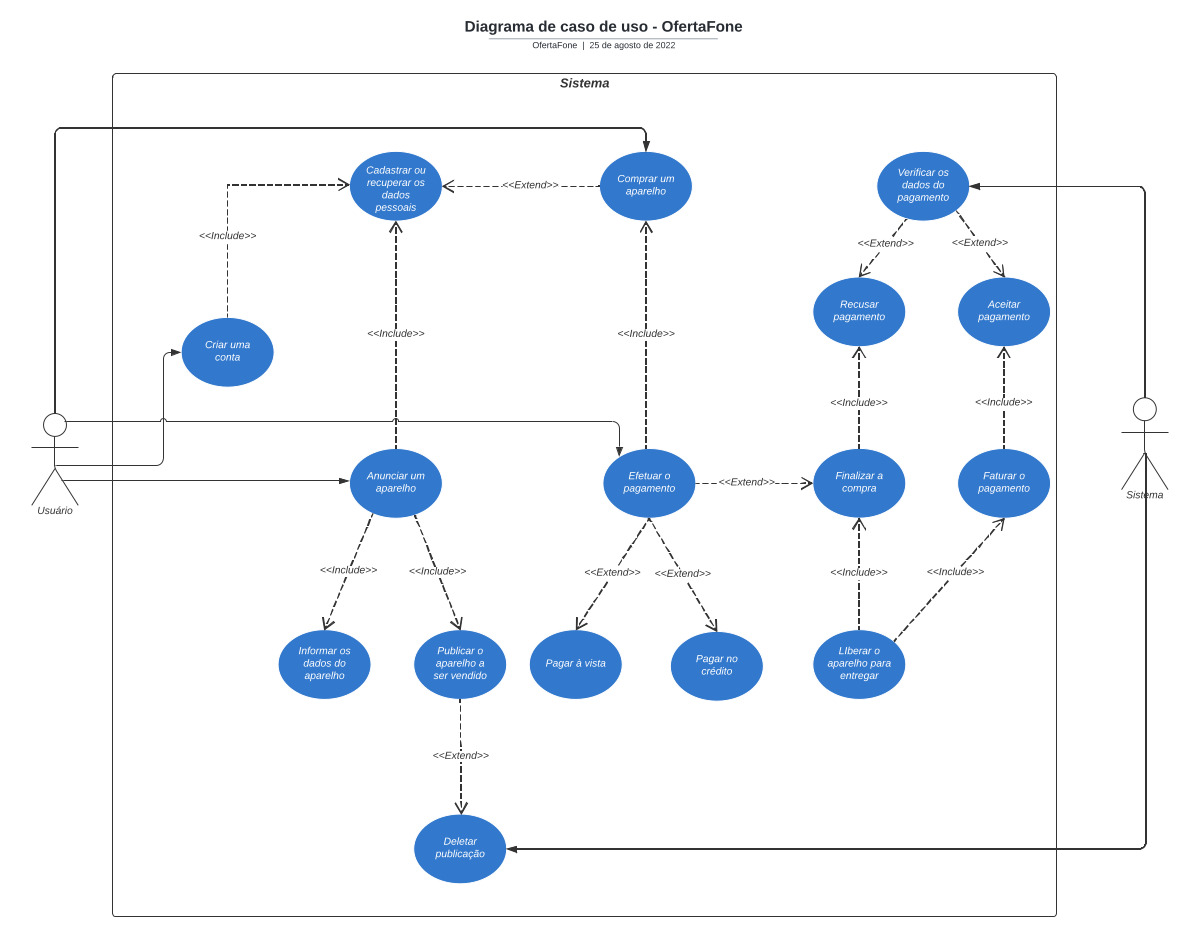 Diagrama de caso de uso - OfertaFone
OfertaFone | 25 de agosto de 2022
Sistema
Cadastrar ou
recuperar os
dados
pessoais
<<Extend>>
Comprar um
aparelho
Verificar os
dados do
pagamento
<<Include>>
<<Extend>>
<<Extend>>
Recusar
pagamento
Aceitar
pagamento
Criar uma
conta
<<Include>>
<<Include>>
<<Include>>
<<Include>>
Usuário
Anunciar um
aparelho
Efetuar o
pagamento
<<Extend>>
Finalizar a
compra
Faturar o
pagamento
Sistema
<<Include>>
<<Include>>
<<Extend>>
<<Extend>>
<<Include>>
<<Include>>
Informar os
dados do
aparelho
Publicar o
aparelho a
ser vendido
Pagar à vista
Pagar no
crédito
LIberar o
aparelho para
entregar
<<Extend>>
Deletar
publicação